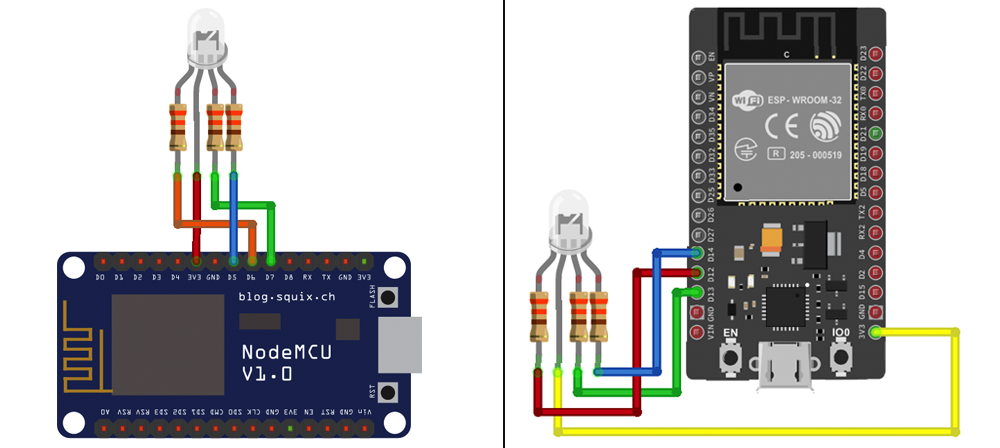 D0 D1 D2 D3 D4 3V3 GND D5 D6 D7 D8 RX TX GND 3V3
blog.squix.ch
FLASH
NodeMCU
V1.0
RST
A0 RSV RSV SD3 SD2 SD1 CMD SD0 CLK GND 3V3 EN RST GND Vin
C
EN
VP
VN
D34
D35
D32
D33
D25
D26
D27
D14
D12
D13
GND
VIN
D23
D22
TX0
RX0
D21
D19
D18
D5
TX2
RX2
D4
D2
D15
GND
3V3
WiFi ESP-WROOM-32
CE
R 205-000519
EN
IO0